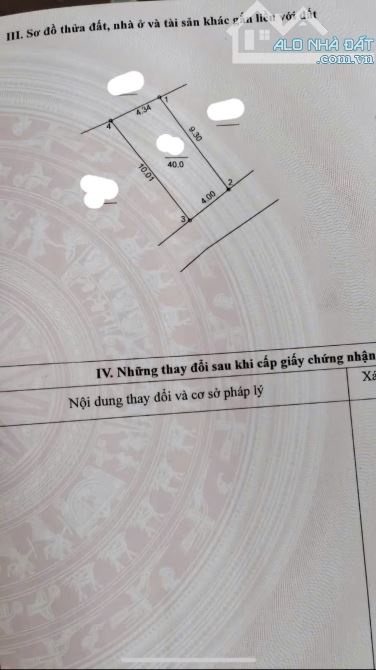 III. Sơ đồ thửa đất, nhà ở và tài sản khác gắn liền với đất
ALO NHÀ ĐẤT
.com.vn
1
4.34
4
9.30
40.0
10.01
2
4.00
3
IV. Những thay đổi sau khi cấp giấy chứng nhận
Nội dung thay đổi và cơ sở pháp lý
Xá